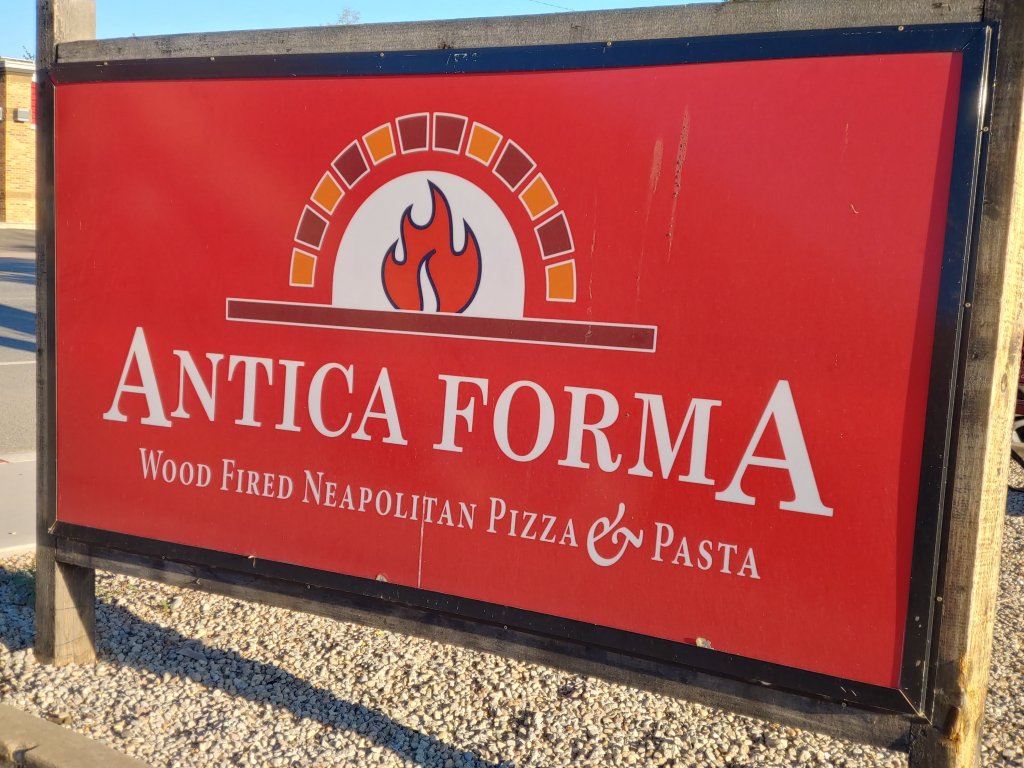 ANTICA FORMA
WOOD FIRED NEAPOLITAN PIZZA & PASTA